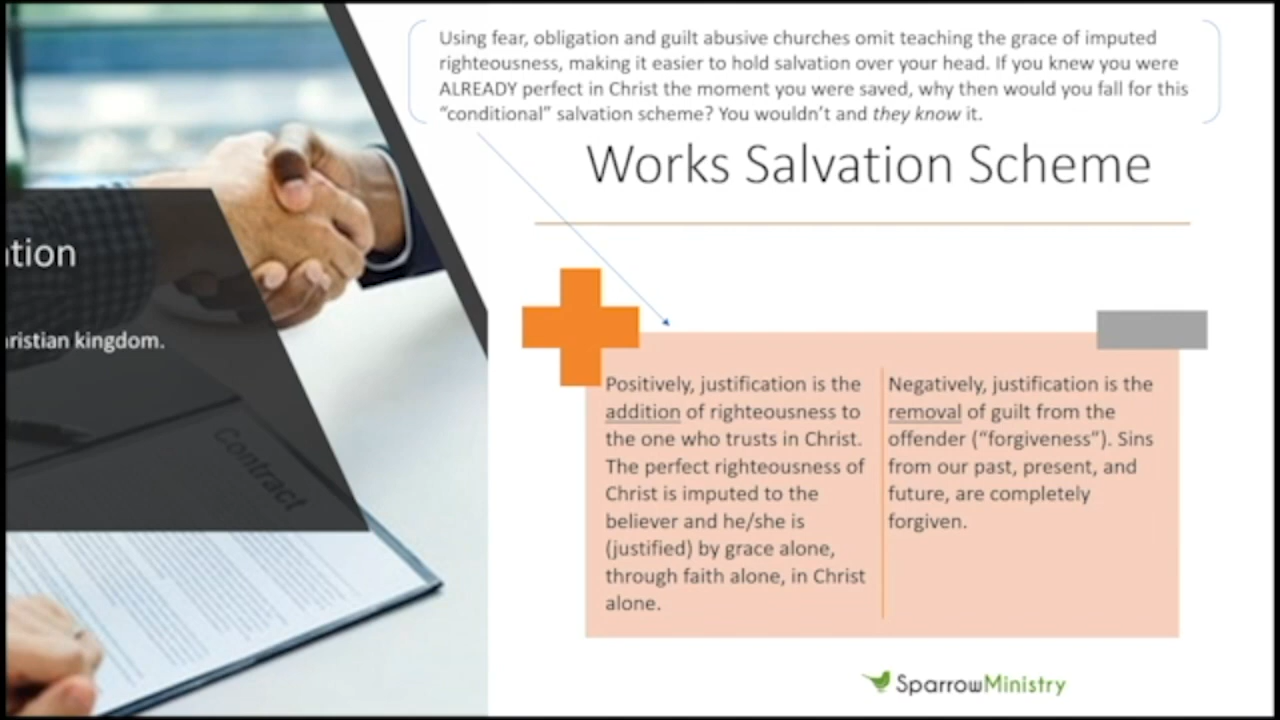 Using fear, obligation and guilt abusive churches omit teaching the grace of imputed
righteousness, making it easier to hold salvation over your head. If you knew you were
ALREADY perfect in Christ the moment you were saved, why then would you fall for this
“conditional” salvation scheme? You wouldn’t and they know it.
Works Salvation Scheme
ation
ristian kingdom.
Contract
Positively, justification is the
addition of righteousness to
the one who trusts in Christ.
The perfect righteousness of
Christ is imputed to the
believer and he/she is
(justified) by grace alone,
through faith alone, in Christ
alone.
Negatively, justification is the
removal of guilt from the
offender (“forgiveness”). Sins
from our past, present, and
future, are completely
forgiven.
SparrowMinistry